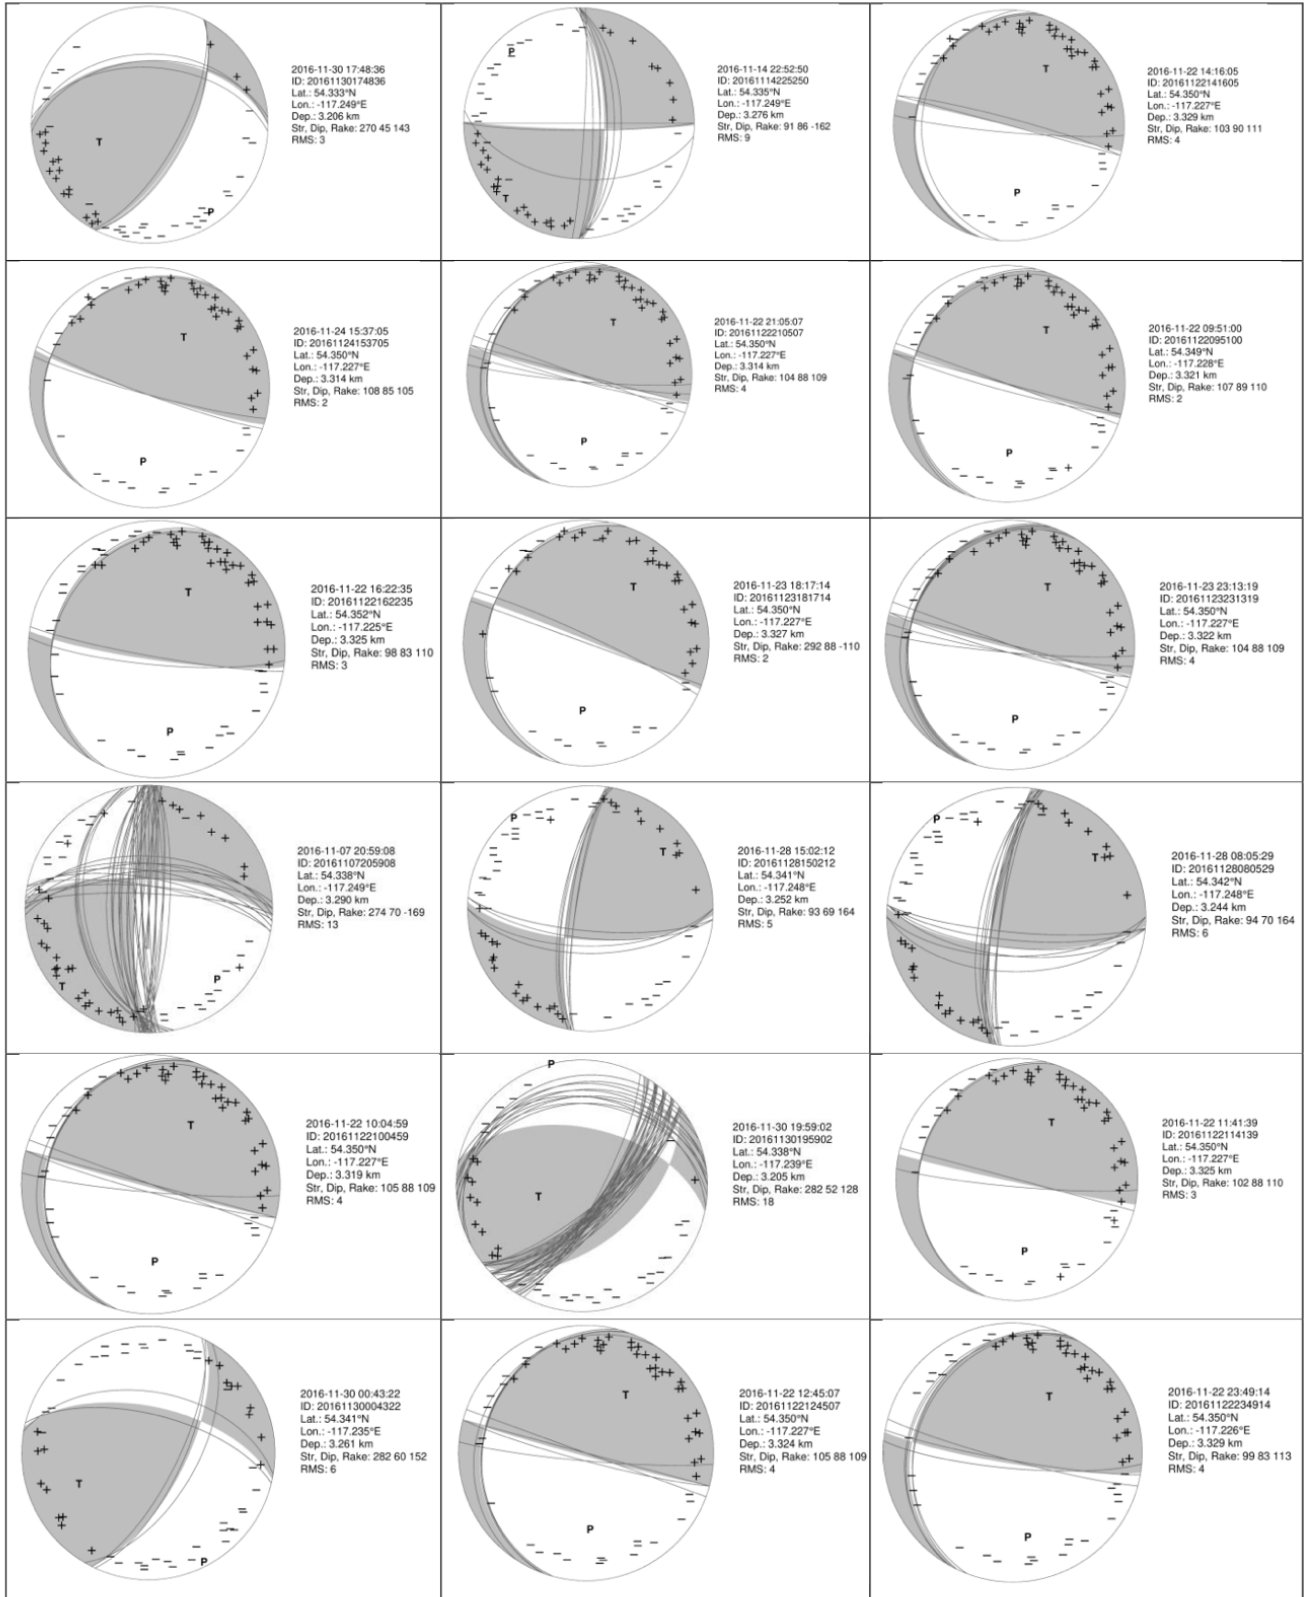 2016-11-30 17:48:36
ID: 20161130174836
Lat.: 54.333°N
Lon.: -117.249°E
Dep.: 3.206 km
Str, Dip, Rake: 270 45 143
RMS: 3
T
P
2016-11-14 22:52:50
ID: 20161114225250
Lat.: 54.335°N
Lon.: -117.249°E
Dep.: 3.276 km
Str, Dip, Rake: 91 86 -162
RMS: 9
P
T
2016-11-22 14:16:05
ID: 20161122141605
Lat.: 54.350°N
Lon.: -117.227°E
Dep.: 3.329 km
Str, Dip, Rake: 103 90 111
RMS: 4
T
P
2016-11-24 15:37:05
ID: 20161124153705
Lat.: 54.350°N
Lon.: -117.227°E
Dep.: 3.314 km
Str, Dip, Rake: 108 85 105
RMS: 2
T
P
2016-11-22 21:05:07
ID: 20161122210507
Lat.: 54.350°N
Lon.: -117.227°E
Dep.: 3.314 km
Str, Dip, Rake: 104 88 109
RMS: 4
T
P
2016-11-22 09:51:00
ID: 20161122095100
Lat.: 54.349°N
Lon.: -117.228°E
Dep.: 3.321 km
Str, Dip, Rake: 107 89 110
RMS: 2
T
P
2016-11-22 16:22:35
ID: 20161122162235
Lat.: 54.352°N
Lon.: -117.225°E
Dep.: 3.325 km
Str, Dip, Rake: 98 83 110
RMS: 3
T
P
2016-11-23 18:17:14
ID: 20161123181714
Lat.: 54.350°N
Lon.: -117.227°E
Dep.: 3.327 km
Str, Dip, Rake: 292 88 -110
RMS: 2
T
P
2016-11-23 23:13:19
ID: 20161123231319
Lat.: 54.350°N
Lon.: -117.227°E
Dep.: 3.322 km
Str, Dip, Rake: 104 88 109
RMS: 4
T
P
2016-11-07 20:59:08
ID: 20161107205908
Lat.: 54.338°N
Lon.: -117.249°E
Dep.: 3.290 km
Str, Dip, Rake: 274 70 -169
RMS: 13
P
T
2016-11-28 15:02:12
ID: 20161128150212
Lat.: 54.341°N
Lon.: -117.248°E
Dep.: 3.252 km
Str, Dip, Rake: 93 69 164
RMS: 5
P
T
2016-11-28 08:05:29
ID: 20161128080529
Lat.: 54.342°N
Lon.: -117.248°E
Dep.: 3.244 km
Str, Dip, Rake: 94 70 164
RMS: 6
P
T
2016-11-22 10:04:59
ID: 20161122100459
Lat.: 54.350°N
Lon.: -117.227°E
Dep.: 3.319 km
Str, Dip, Rake: 105 88 109
RMS: 4
T
P
2016-11-30 19:59:02
ID: 20161130195902
Lat.: 54.338°N
Lon.: -117.239°E
Dep.: 3.205 km
Str, Dip, Rake: 282 52 128
RMS: 18
P
T
2016-11-22 11:41:39
ID: 20161122114139
Lat.: 54.350°N
Lon.: -117.227°E
Dep.: 3.325 km
Str, Dip, Rake: 102 88 110
RMS: 3
T
P
2016-11-30 00:43:22
ID: 20161130004322
Lat.: 54.341°N
Lon.: -117.235°E
Dep.: 3.261 km
Str, Dip, Rake: 282 60 152
RMS: 6
T
P
2016-11-22 12:45:07
ID: 20161122124507
Lat.: 54.350°N
Lon.: -117.227°E
Dep.: 3.324 km
Str, Dip, Rake: 105 88 109
RMS: 4
T
P
2016-11-22 23:49:14
ID: 20161122234914
Lat.: 54.350°N
Lon.: -117.226°E
Dep.: 3.329 km
Str, Dip, Rake: 99 83 113
RMS: 4
T
P